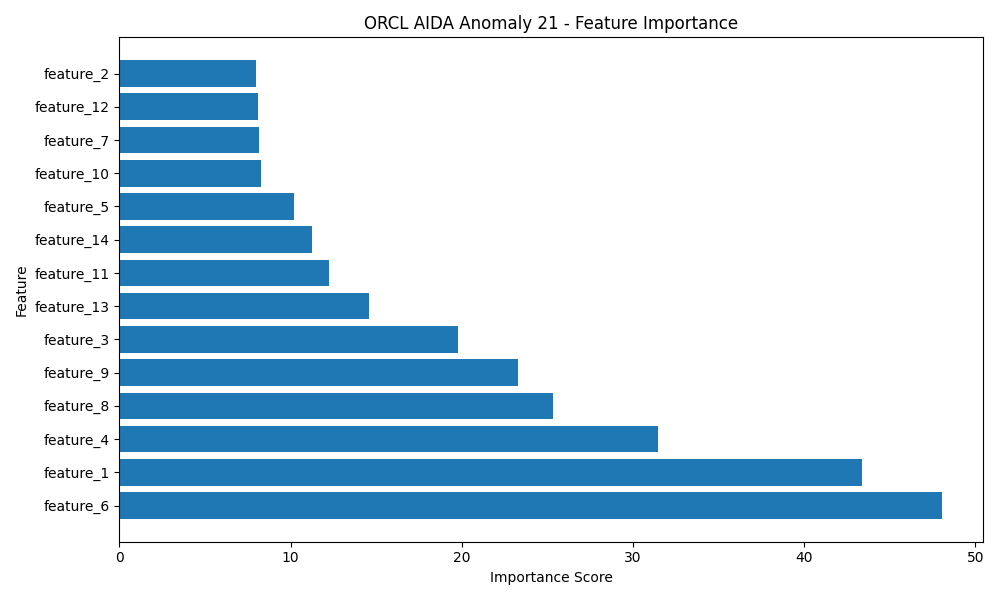 ORCL AIDA Anomaly 21 - Feature Importance
Feature
feature_2
feature_12
feature_7
feature_10
feature_5
feature_14
feature_11
feature_13
feature_3
feature_9
feature_8
feature_4
feature_1
feature_6
0 10 20 30 40 50
Importance Score